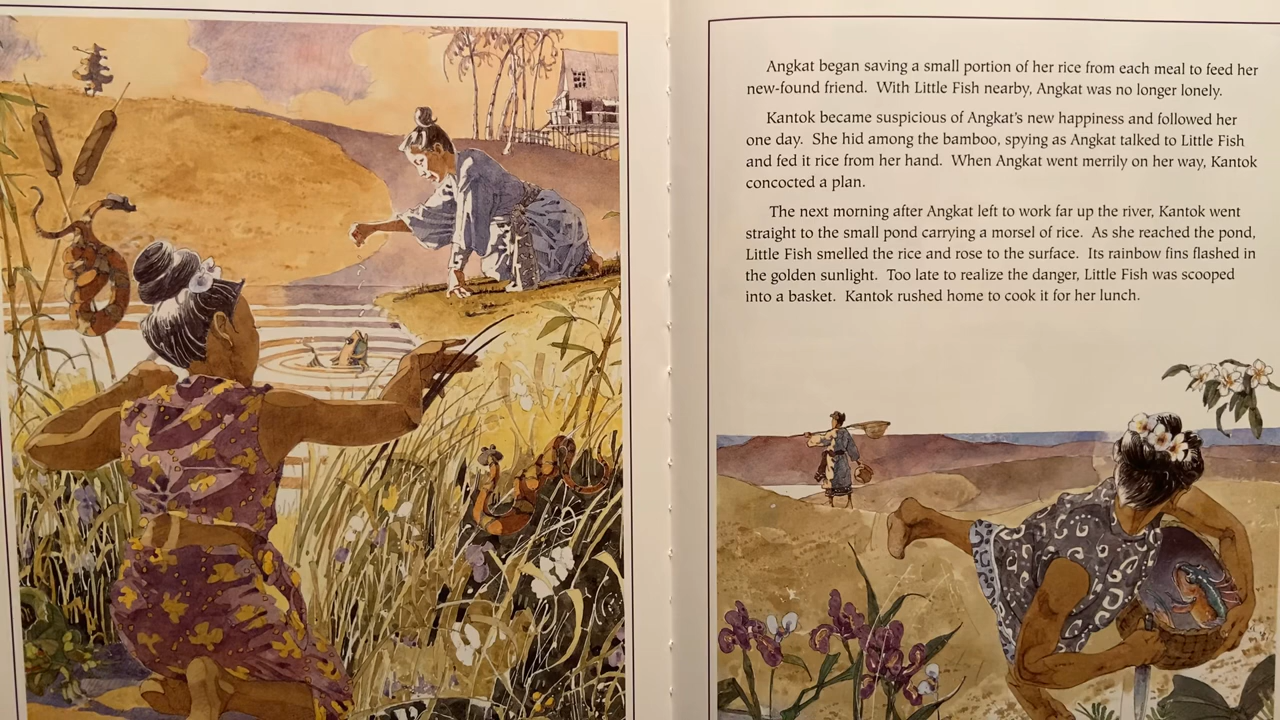 Angkat began saving a small portion of her rice from each meal to feed her
new-found friend. With Little Fish nearby, Angkat was no longer lonely.
Kantok became suspicious of Angkat's new happiness and followed her
one day. She hid among the bamboo, spying as Angkat talked to Little Fish
and fed it rice from her hand. When Angkat went merrily on her way, Kantok
concocted a plan.
The next morning after Angkat left to work far up the river, Kantok went
straight to the small pond carrying a morsel of rice. As she reached the pond,
Little Fish smelled the rice and rose to the surface. Its rainbow fins flashed in
the golden sunlight. Too late to realize the danger, Little Fish was scooped
into a basket. Kantok rushed home to cook it for her lunch.